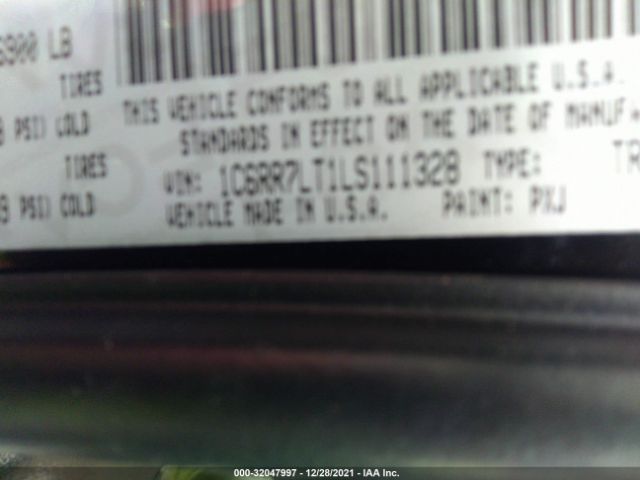 6900 LB
TIRES
THIS VEHICLE CONFORMS TO ALL APPLICABLE U.S.A.
PSI) COLD
STANDARDS IN EFFECT ON THE DATE OF MANUF
TIRES
VIN: 1C6RR7LT1LS111328 TYPE: TR
PSI) COLD
VEHICLE MADE IN U.S.A. PAINT: PXJ
000-32047997 - 12/28/2021 - IAA Inc.